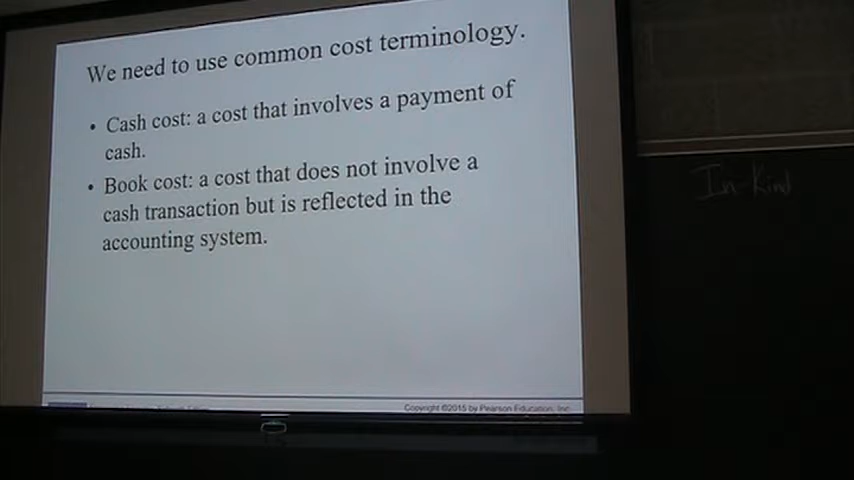 We need to use common cost terminology.
• Cash cost: a cost that involves a payment of
cash.
• Book cost: a cost that does not involve a
cash transaction but is reflected in the
accounting system.
In-Kind
Copyright ©2015 by Pearson Education, Inc.